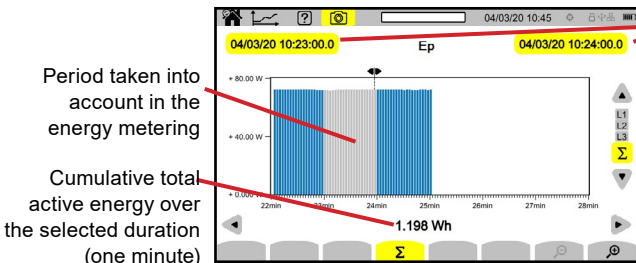 ?
04/03/20 10:45
04/03/20 10:23:00.0
Ep
04/03/20 10:24:00.0
Period taken into
account in the
energy metering
+ 80.00 W
+ 40.00 W
+ 0.000 W
22min 23min 24min 25min 26min 27min 28min
L1
L2
L3
Σ
Cumulative total
active energy over
the selected duration
(one minute)
1.198 Wh
Σ